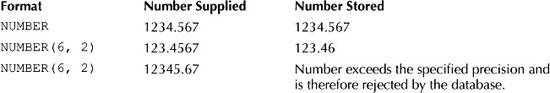 Format Number Supplied Number Stored
NUMBER 1234.567 1234.567
NUMBER(6, 2) 123.4567 123.46
NUMBER(6, 2) 12345.67 Number exceeds the specified precision and
is therefore rejected by the database.